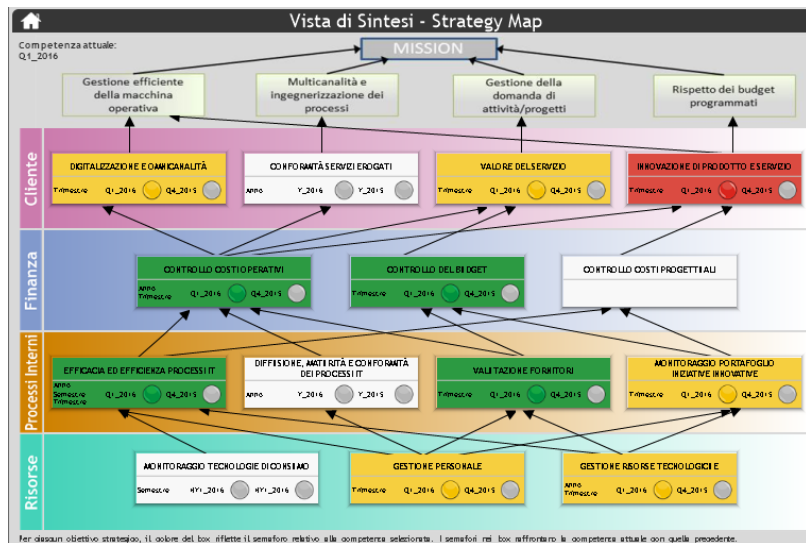 Vista di Sintesi - Strategy Map
Competenza attuale:
Q1_2016
MISSION
Gestione efficiente
della macchina
operativa
Multicanalità e
ingegnerizzazione dei
processi
Gestione della
domanda di
attività/progetti
Rispetto dei budget
programmati
Cliente
DIGITALIZZAZIONE E OMNICANALITÀ
Trimestre Q1_2016 Q4_2015
CONFORMITÀ SERVIZI EROGATI
Anno Y_2016 Y_2015
VALORE DEL SERVIZIO
Trimestre Q1_2016 Q4_2015
INNOVAZIONE DI PRODOTTO E SERVIZIO
Trimestre Q1_2016 Q4_2015
Finanza
CONTROLLO COSTI OPERATIVI
Anno
Trimestre Q1_2016 Q4_2015
CONTROLLO DEL BUDGET
Trimestre Q1_2016 Q4_2015
CONTROLLO COSTI PROGETTUALI
Processi Interni
EFFICACIA ED EFFICIENZA PROCESSI IT
Anno
Semestre
Trimestre Q1_2016 Q4_2015
DIFFUSIONE, MATURITÀ E CONFORMITÀ
DEI PROCESSI IT
Anno Y_2016 Y_2015
VALUTAZIONE FORNITORI
Trimestre Q1_2016 Q4_2015
MONITORAGGIO PORTAFOGLIO
INIZIATIVE INNOVATIVE
Trimestre Q1_2016 Q4_2015
Risorse
MONITORAGGIO TECNOLOGIE DI CONSUMO
Semestre HY1_2016 HY1_2016
GESTIONE PERSONALE
Trimestre Q1_2016 Q4_2015
GESTIONE RISORSE TECNOLOGICHE
Anno
Trimestre Q1_2016 Q4_2015
Per ciascun obiettivo strategico, il colore del box riflette il semaforo relativo alla competenza selezionata. I semafori nei box raffrontano la competenza attuale con quella precedente.